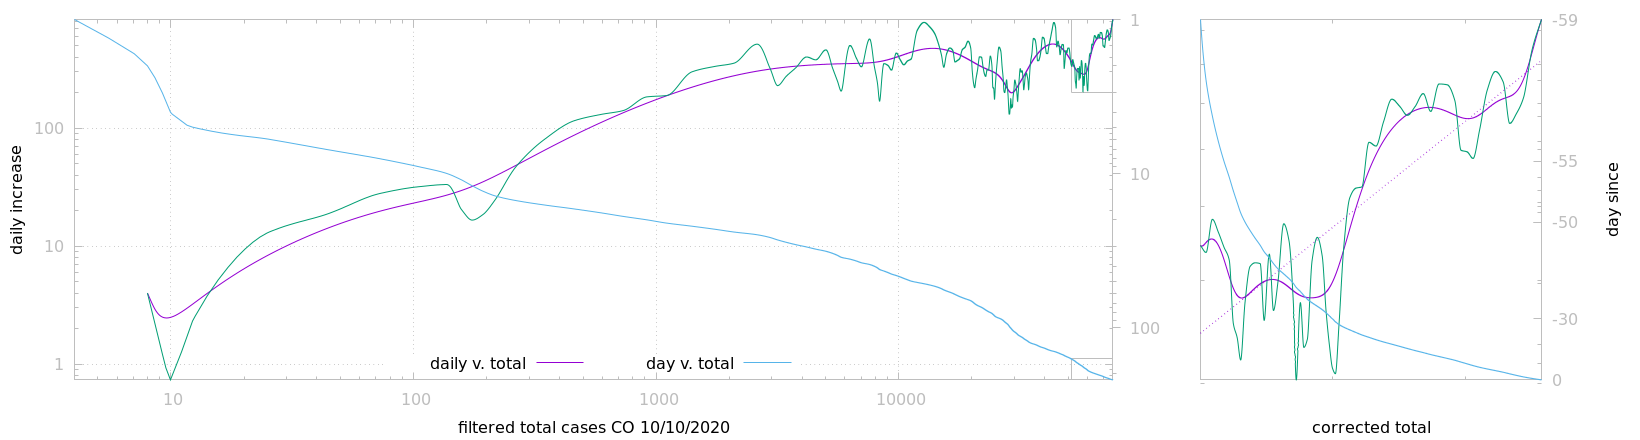 daily increase
100
10
1
10
100
1000
10000
1
10
100
daily v. total
day v. total
filtered total cases CO 10/10/2020
-59
-55
-50
-30
0
day since
corrected total